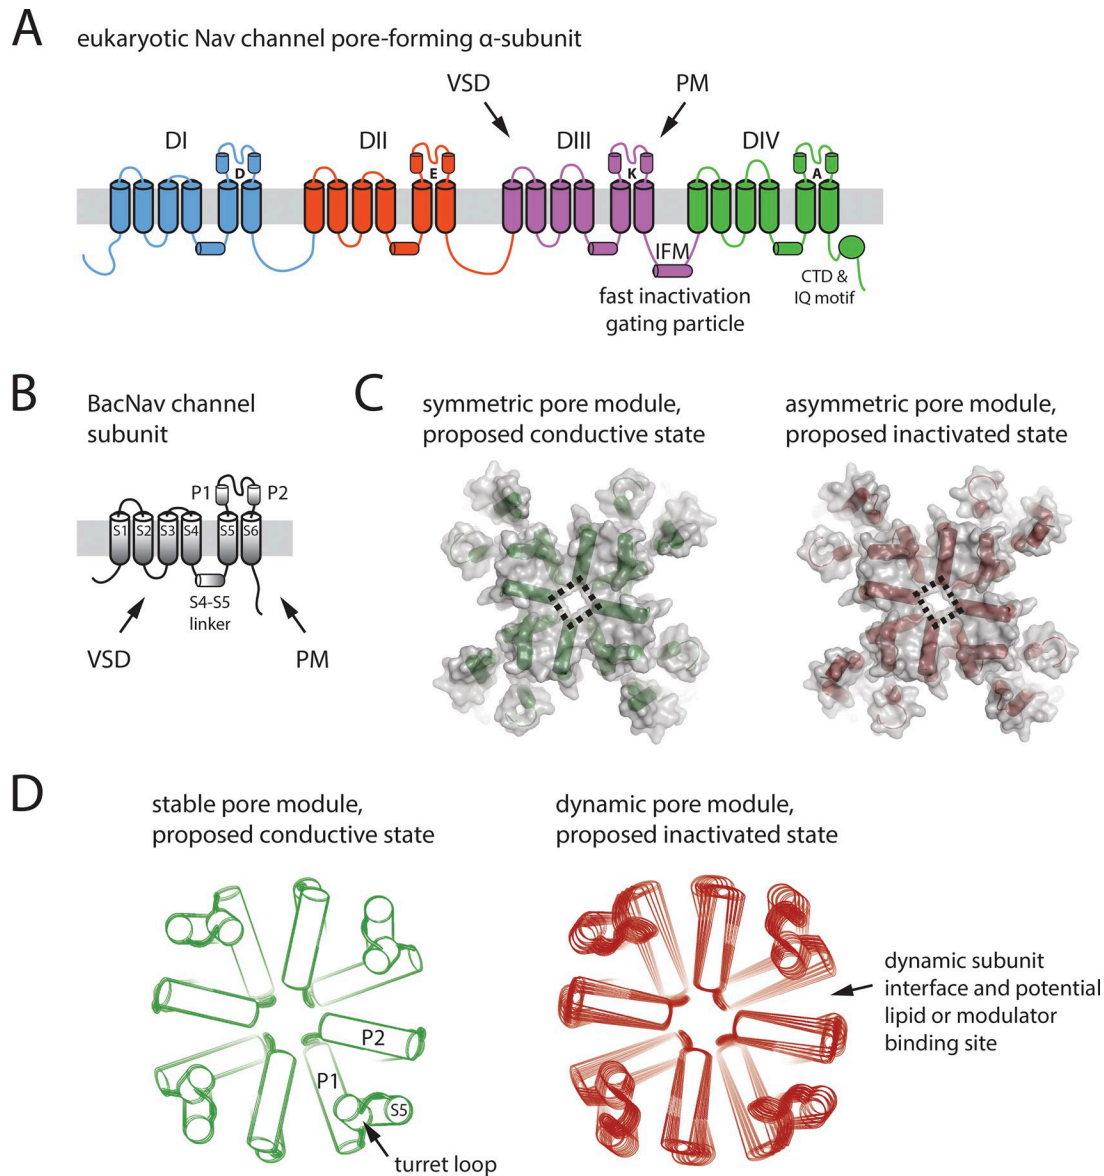 A
eukaryotic Nav channel pore-forming α-subunit
VSD
PM
DI
DII
DIII
DIV
D
E
K
A
IFM
fast inactivation
gating particle
CTD &
IQ motif
B
BacNav channel
subunit
P1
P2
S1
S2
S3
S4
S5
S6
S4-S5
linker
VSD
PM
C
symmetric pore module,
proposed conductive state
asymmetric pore module,
proposed inactivated state
D
stable pore module,
proposed conductive state
P2
P1
S5
turret loop
dynamic pore module,
proposed inactivated state
dynamic subunit
interface and potential
lipid or modulator
binding site